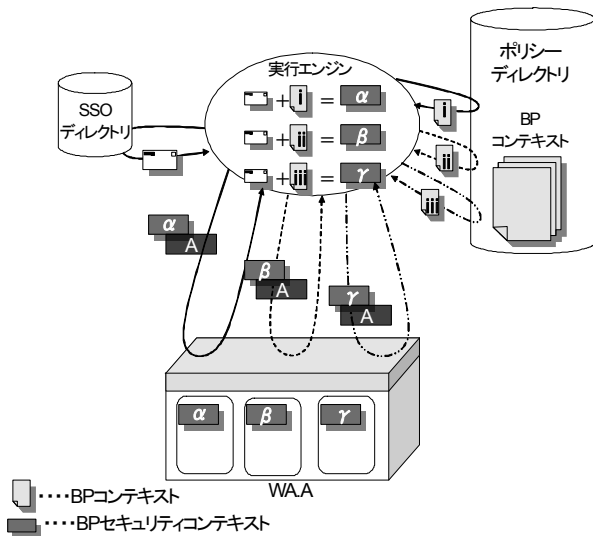 実行エンジン
SSO
ディレクトリ
+ i = α
+ ii = β
+ iii = γ
ポリシー
ディレクトリ
BP
コンテキスト
i
ii
iii
α
A
β
A
γ
A
α
β
γ
WA.A
････BPコンテキスト
････BPセキュリティコンテキスト